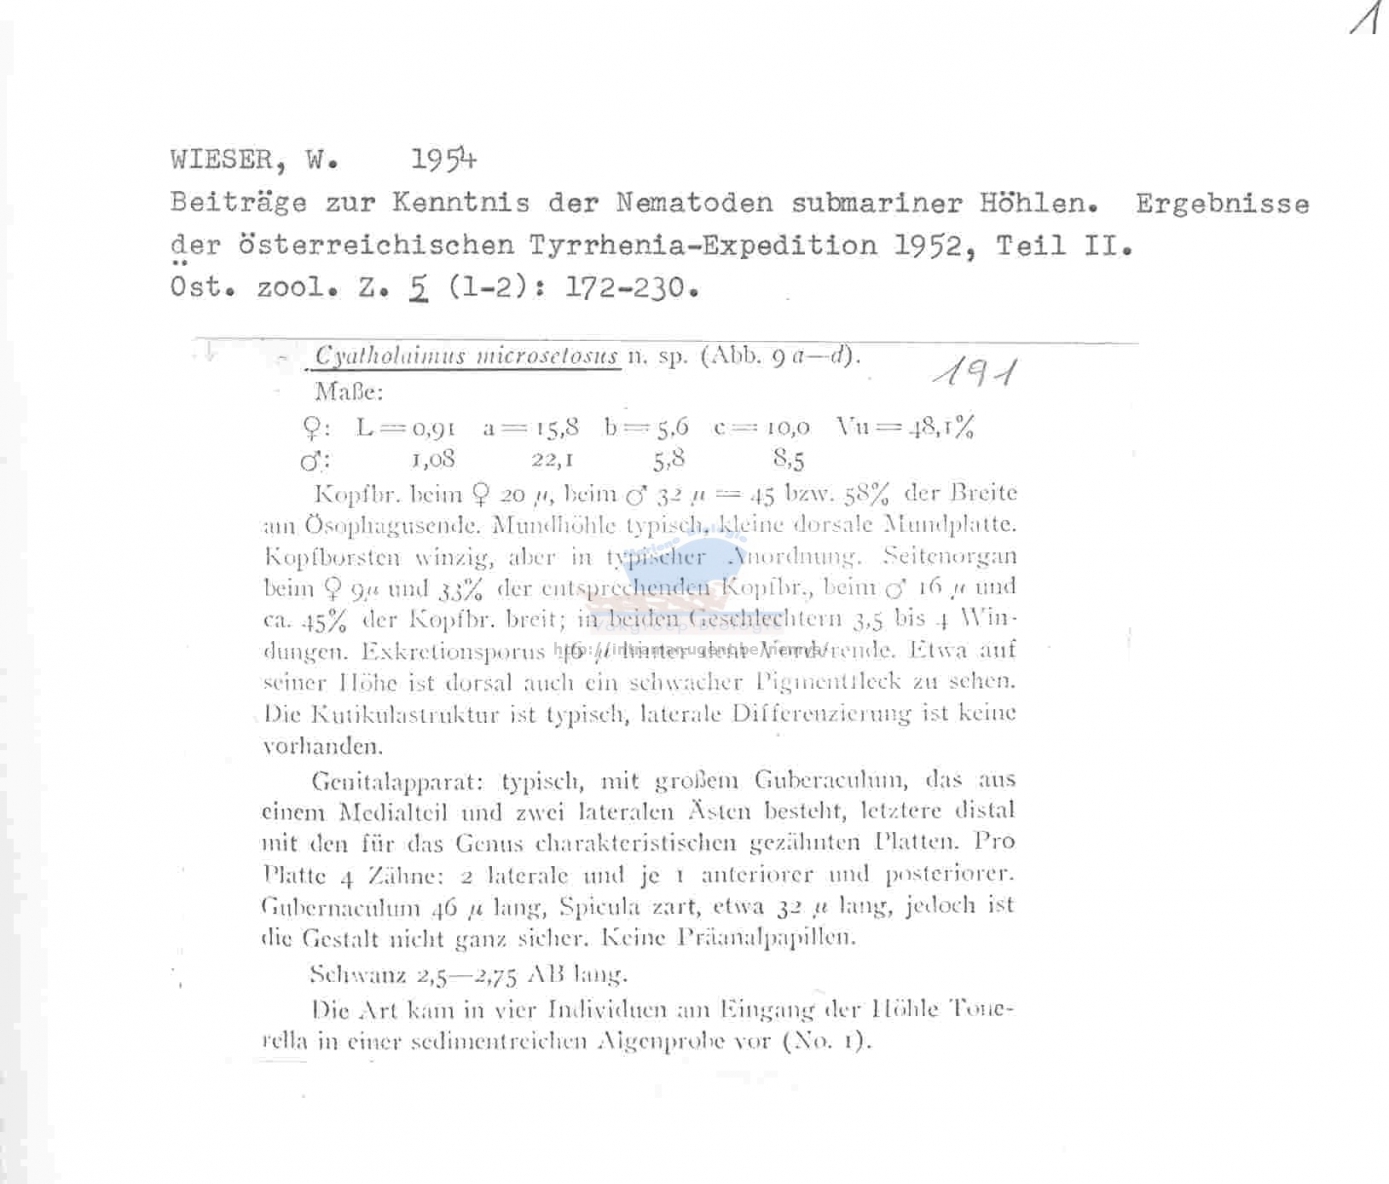 1
WIESER, W. 1954
Beiträge zur Kenntnis der Nematoden submariner Höhlen. Ergebnisse
der österreichischen Tyrrhenia-Expedition 1952, Teil II.
Öst. zool. Z. 5 (1-2): 172-230.
Cyatholaimus microsetosus n. sp. (Abb. 9 a—d).
191
Maße:
♀: L = 0,91 a = 15,8 b = 5,6 c = 10,0 Vu = 48,1%
♂: 1,08 22,1 5,8 8,5
Kopfbr. beim ♀ 20 µ, beim ♂ 32 µ = 45 bzw. 58% der Breite
am Ösophagusende. Mundhöhle typisch, kleine dorsale Mundplatte.
Kopfborsten winzig, aber in typischer Anordnung. Seitenorgan
beim ♀ 9µ und 33% der entsprechenden Kopfbr., beim ♂ 16 µ und
ca. 45% der Kopfbr. breit; in beiden Geschlechtern 3,5 bis 4 Win-
dungen. Exkretionsporus µ hinter dem Vorderende. Etwa auf
seiner Höhe ist dorsal auch ein schwacher Pigmentfleck zu sehen.
Die Kutikulastruktur ist typisch, laterale Differenzierung ist keine
vorhanden.
Genitalapparat: typisch, mit großem Guberaculum, das aus
einem Medialteil und zwei lateralen Ästen besteht, letztere distal
mit den für das Genus charakteristischen gezähnten Platten. Pro
Platte 4 Zähne: 2 laterale und je 1 anteriorer und posteriorer.
Gubernaculum 46 µ lang, Spicula zart, etwa 32 µ lang, jedoch ist
die Gestalt nicht ganz sicher. Keine Präanalpapillen.
Schwanz 2,5—2,75 AB lang.
Die Art kam in vier Individuen am Eingang der Höhle Tone-
rella in einer sedimentreichen Algenprobe vor (No. 1).